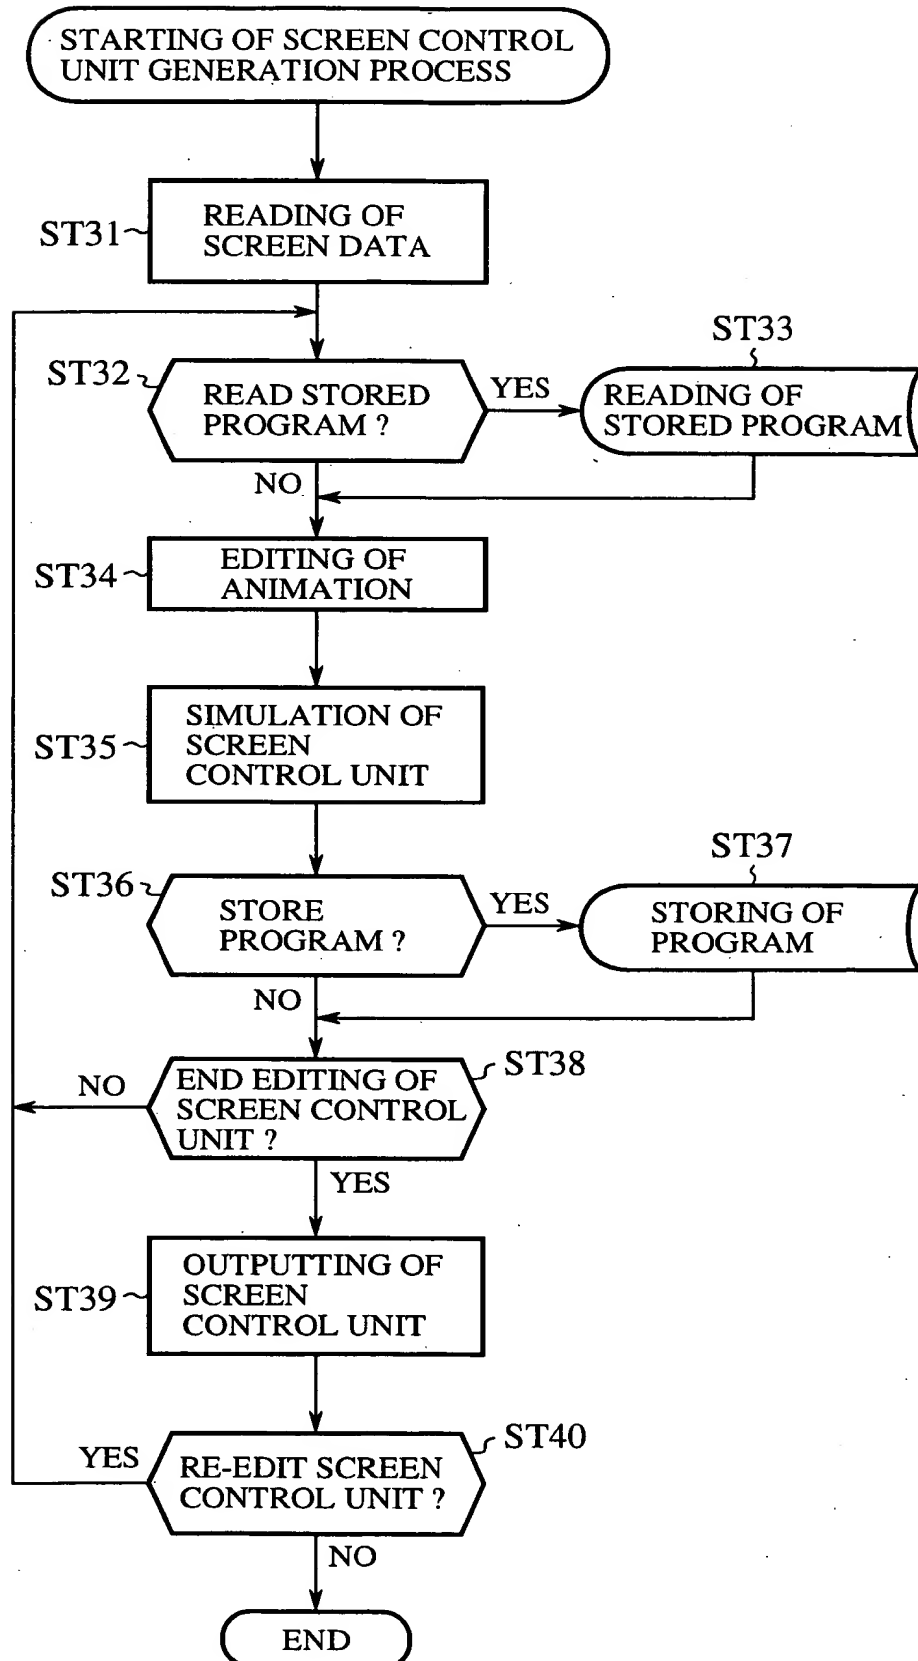 STARTING OF SCREEN CONTROL
UNIT GENERATION PROCESS
ST31
READING OF
SCREEN DATA
ST32
READ STORED
PROGRAM ?
YES
ST33
READING OF
STORED PROGRAM
NO
ST34
EDITING OF
ANIMATION
ST35
SIMULATION OF
SCREEN
CONTROL UNIT
ST36
STORE
PROGRAM ?
YES
ST37
STORING OF
PROGRAM
NO
ST38
END EDITING OF
SCREEN CONTROL
UNIT ?
NO
YES
ST39
OUTPUTTING OF
SCREEN
CONTROL UNIT
ST40
RE-EDIT SCREEN
CONTROL UNIT ?
YES
NO
END